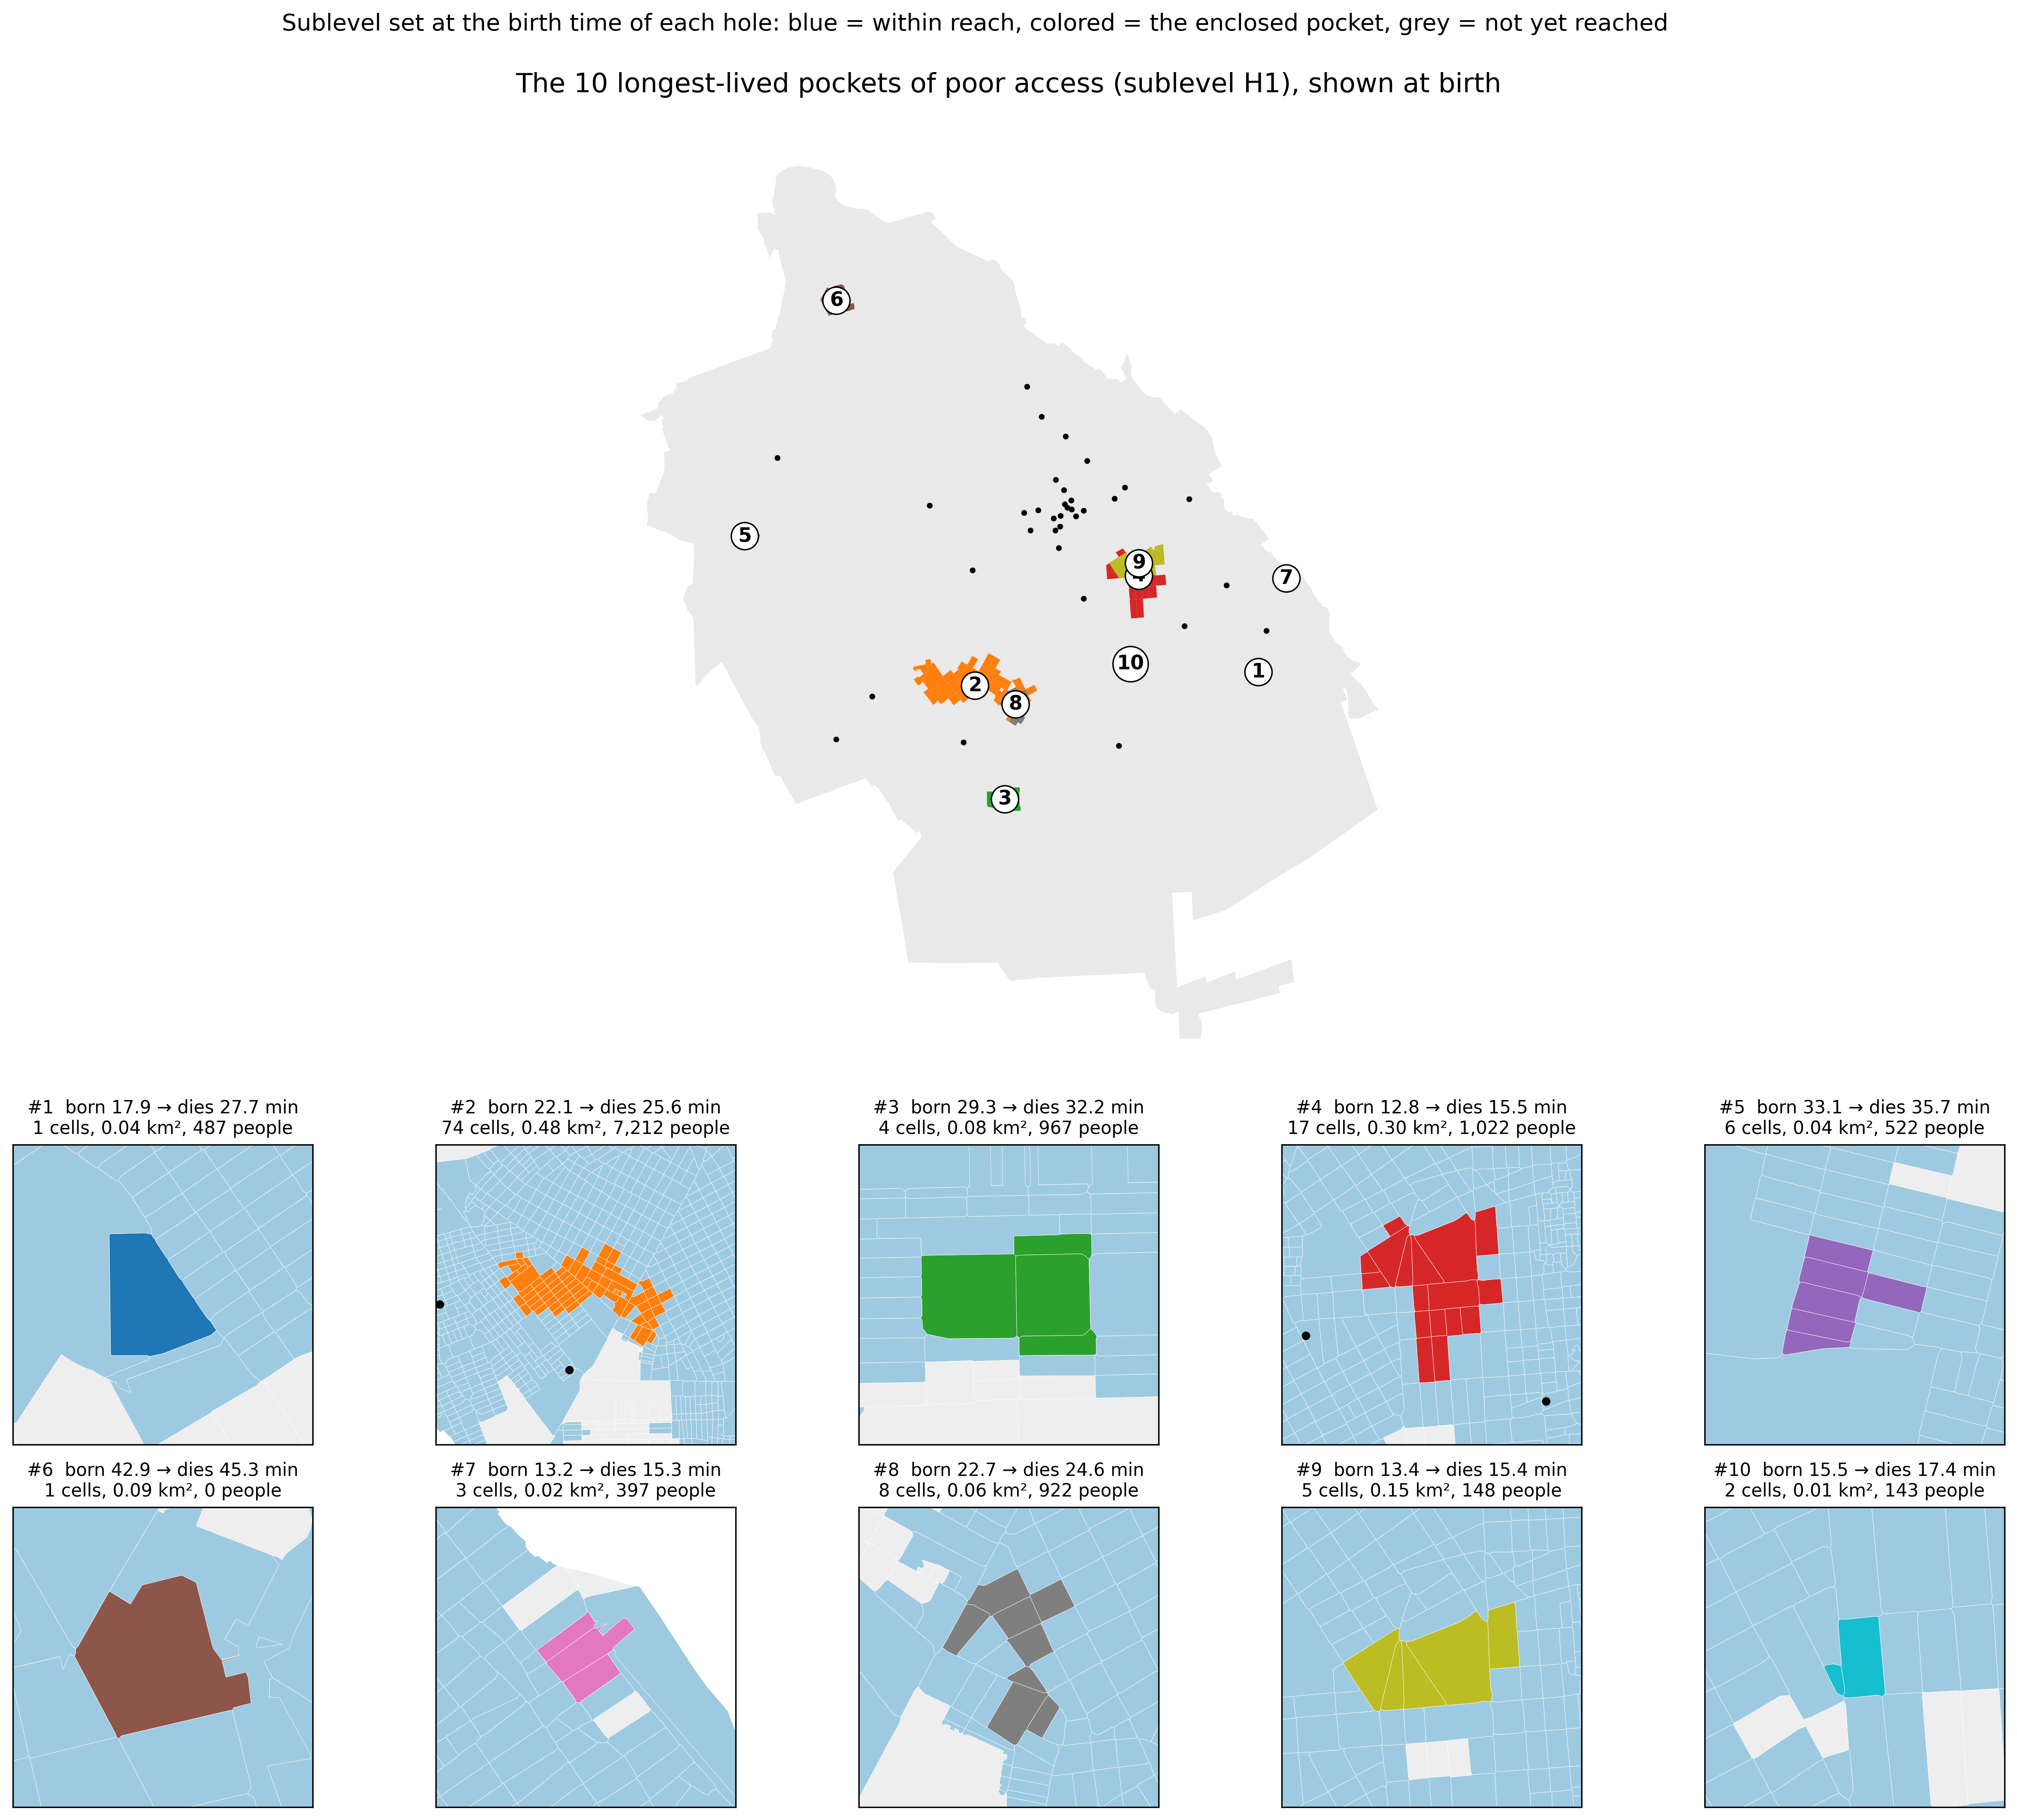 Sublevel set at the birth time of each hole: blue = within reach, colored = the enclosed pocket, grey = not yet reached
The 10 longest-lived pockets of poor access (sublevel H1), shown at birth
6
5
9
4
7
10
1
2
8
3
#1 born 17.9 → dies 27.7 min
1 cells, 0.04 km², 487 people
#2 born 22.1 → dies 25.6 min
74 cells, 0.48 km², 7,212 people
#3 born 29.3 → dies 32.2 min
4 cells, 0.08 km², 967 people
#4 born 12.8 → dies 15.5 min
17 cells, 0.30 km², 1,022 people
#5 born 33.1 → dies 35.7 min
6 cells, 0.04 km², 522 people
#6 born 42.9 → dies 45.3 min
1 cells, 0.09 km², 0 people
#7 born 13.2 → dies 15.3 min
3 cells, 0.02 km², 397 people
#8 born 22.7 → dies 24.6 min
8 cells, 0.06 km², 922 people
#9 born 13.4 → dies 15.4 min
5 cells, 0.15 km², 148 people
#10 born 15.5 → dies 17.4 min
2 cells, 0.01 km², 143 people